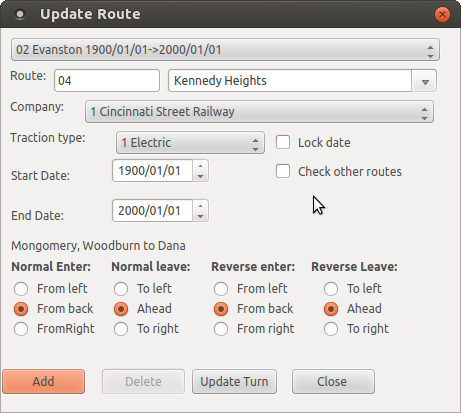 Update Route
02 Evanston 1900/01/01->2000/01/01
Route: 04 Kennedy Heights
Company: 1 Cincinnati Street Railway
Traction type: 1 Electric Lock date
Start Date: 1900/01/01 Check other routes
End Date: 2000/01/01
Mongomery, Woodburn to Dana
Normal Enter: Normal leave: Reverse enter: Reverse Leave:
From left To left From left To left
From back Ahead From back Ahead
FromRight To right From right To right
Add Delete Update Turn Close